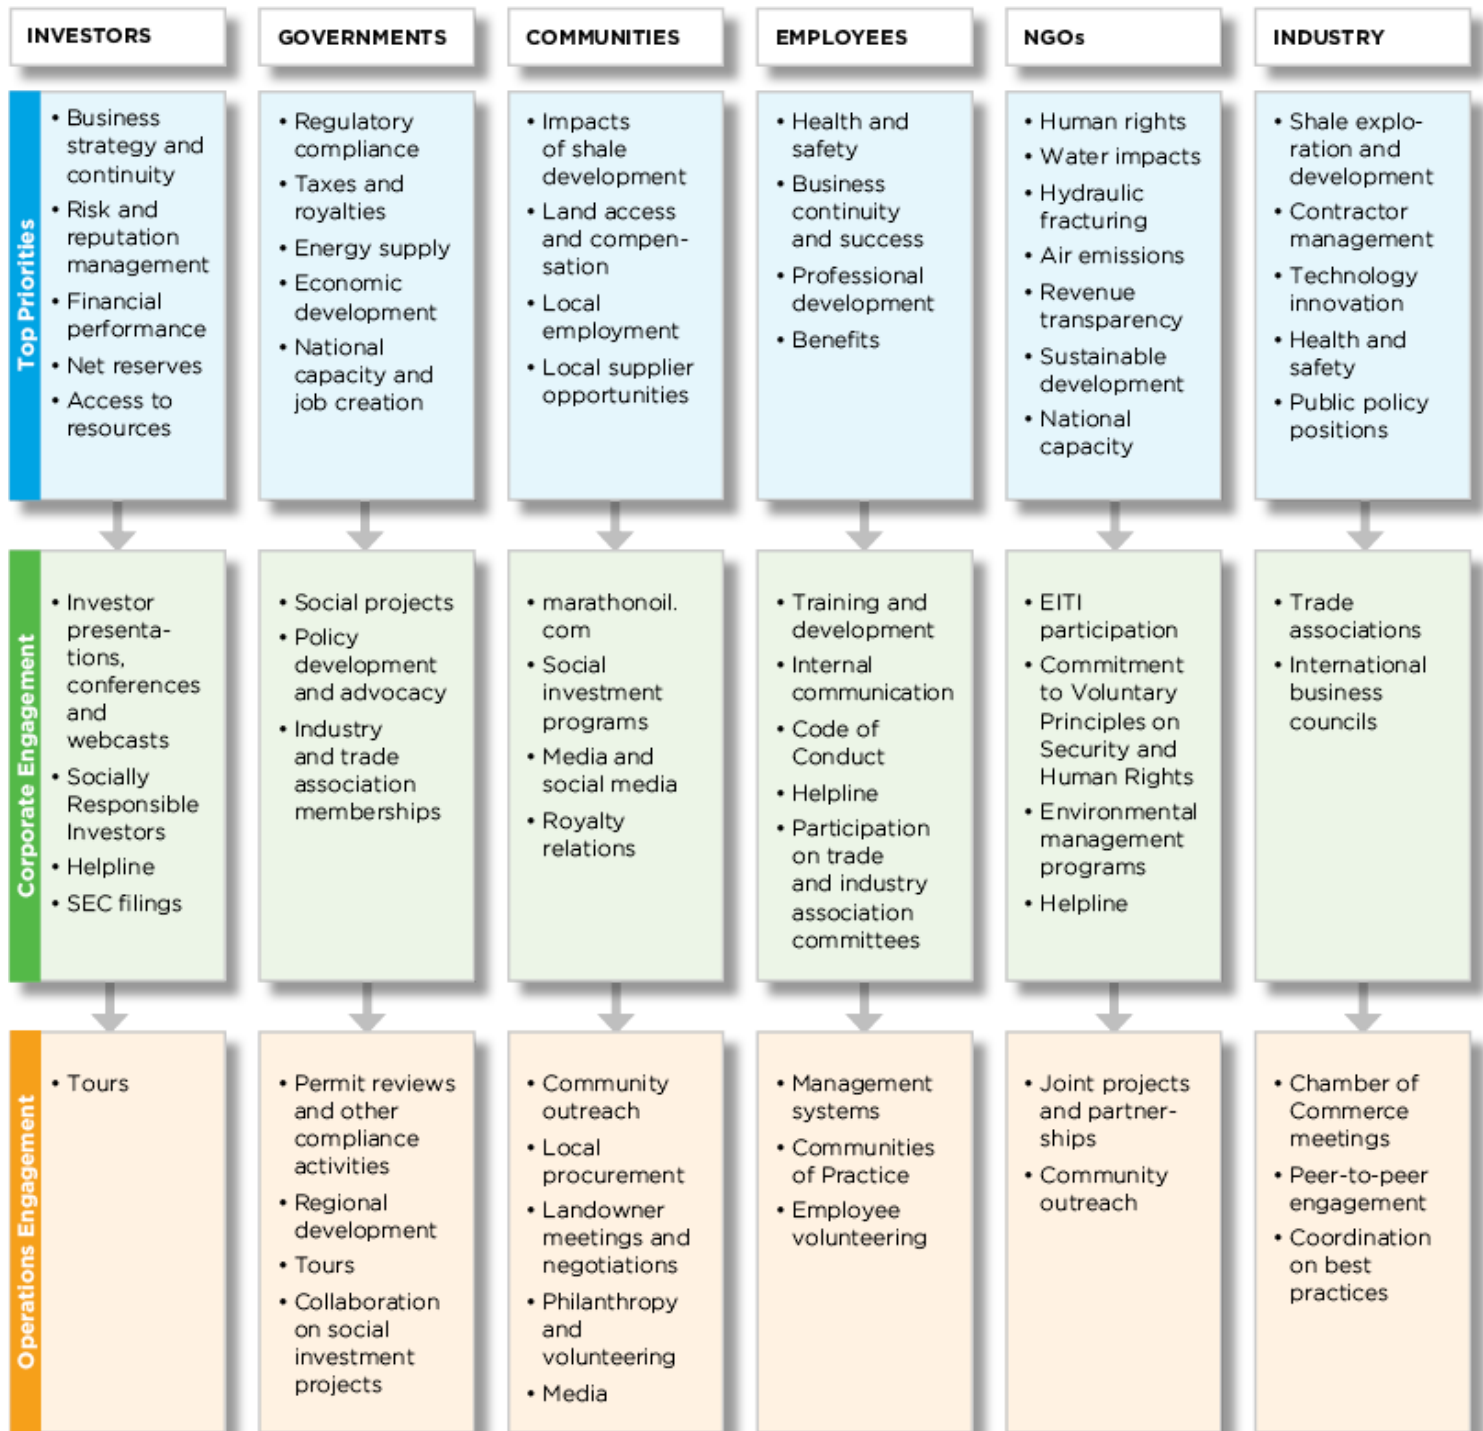 INVESTORS
GOVERNMENTS
COMMUNITIES
EMPLOYEES
NGOs
INDUSTRY
Top Priorities
• Business
strategy and
continuity
• Risk and
reputation
management
• Financial
performance
• Net reserves
• Access to
resources
• Regulatory
compliance
• Taxes and
royalties
• Energy supply
• Economic
development
• National
capacity and
job creation
• Impacts
of shale
development
• Land access
and compen-
sation
• Local
employment
• Local supplier
opportunities
• Health and
safety
• Business
continuity
and success
• Professional
development
• Benefits
• Human rights
• Water impacts
• Hydraulic
fracturing
• Air emissions
• Revenue
transparency
• Sustainable
development
• National
capacity
• Shale explo-
ration and
development
• Contractor
management
• Technology
innovation
• Health and
safety
• Public policy
positions
Corporate Engagement
• Investor
presenta-
tions,
conferences
and
webcasts
• Socially
Responsible
Investors
• Helpline
• SEC filings
• Social projects
• Policy
development
and advocacy
• Industry
and trade
association
memberships
• marathonoil.
com
• Social
investment
programs
• Media and
social media
• Royalty
relations
• Training and
development
• Internal
communication
• Code of
Conduct
• Helpline
• Participation
on trade
and industry
association
committees
• EITI
participation
• Commitment
to Voluntary
Principles on
Security and
Human Rights
• Environmental
management
programs
• Helpline
• Trade
associations
• International
business
councils
Operations Engagement
• Tours
• Permit reviews
and other
compliance
activities
• Regional
development
• Tours
• Collaboration
on social
investment
projects
• Community
outreach
• Local
procurement
• Landowner
meetings and
negotiations
• Philanthropy
and
volunteering
• Media
• Management
systems
• Communities
of Practice
• Employee
volunteering
• Joint projects
and partner-
ships
• Community
outreach
• Chamber of
Commerce
meetings
• Peer-to-peer
engagement
• Coordination
on best
practices